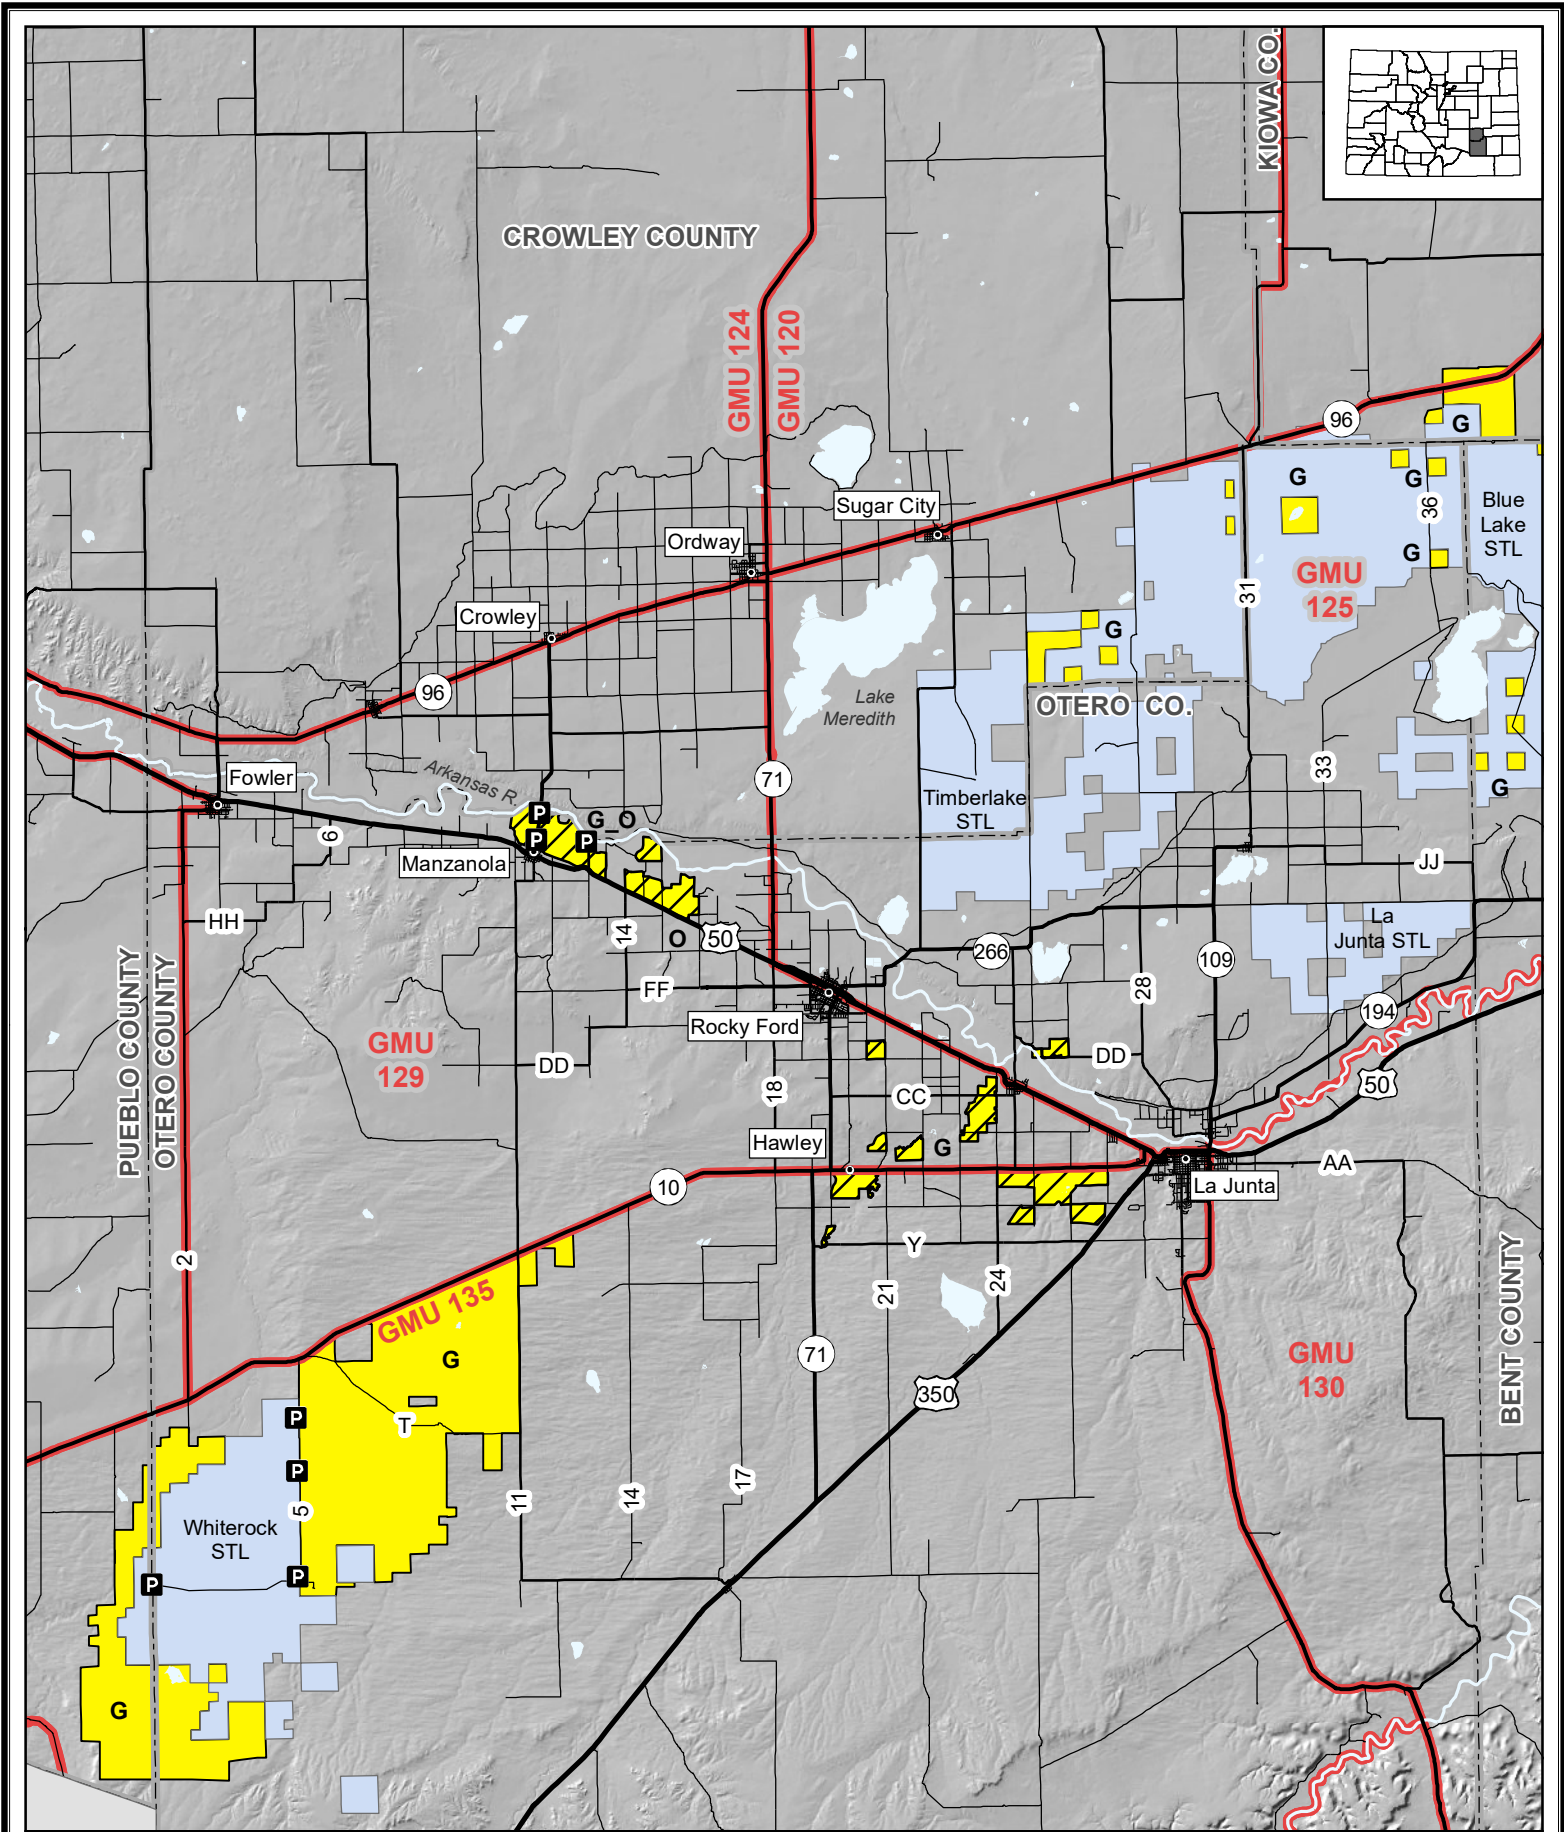 KIOWA CO.
CROWLEY COUNTY
GMU 124
GMU 120
96
G
Sugar City
G
G
36
Blue
Lake
STL
Ordway
G
GMU
125
31
Crowley
G
96
Lake
Meredith
OTERO CO.
33
Fowler
Arkansas R.
71
Timberlake
STL
G
P
G_O
6
P
P
Manzanola
JJ
HH
14
O
50
La
Junta STL
266
109
PUEBLO COUNTY
OTERO COUNTY
FF
28
194
Rocky Ford
GMU
129
DD
DD
18
CC
50
Hawley
G
AA
10
La Junta
Y
2
21
24
BENT COUNTY
GMU 135
G
71
GMU
130
350
P
T
P
17
14
11
5
Whiterock
STL
P
P
G